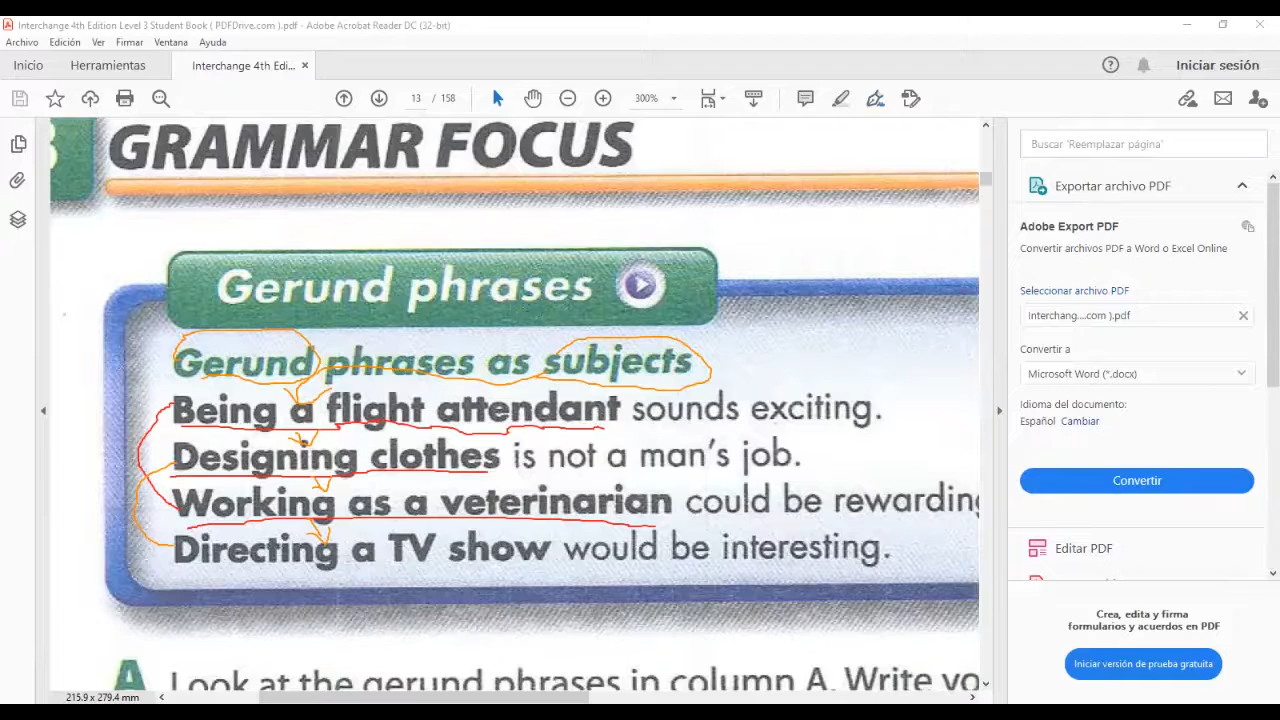 Interchange 4th Edition Level 3 Student Book ( PDFDrive.com ).pdf - Adobe Acrobat Reader DC (32-bit)
Archivo Edición Ver Firmar Ventana Ayuda
Inicio Herramientas Interchange 4th Edi... × Iniciar sesión
13 / 158 300%
GRAMMAR FOCUS
Gerund phrases
Gerund phrases as subjects
Being a flight attendant sounds exciting.
Designing clothes is not a man's job.
Working as a veterinarian could be rewarding
Directing a TV show would be interesting.
A Look at the gerund phrases in column A. Write yo
215.9 x 279.4 mm
Buscar 'Reemplazar página'
Exportar archivo PDF
Adobe Export PDF
Convertir archivos PDF a Word o Excel Online
Seleccionar archivo PDF
Interchang....com ).pdf
Convertir a
Microsoft Word (*.docx)
Idioma del documento:
Español Cambiar
Convertir
Editar PDF
Crea, edita y firma
formularios y acuerdos en PDF
Iniciar versión de prueba gratuita